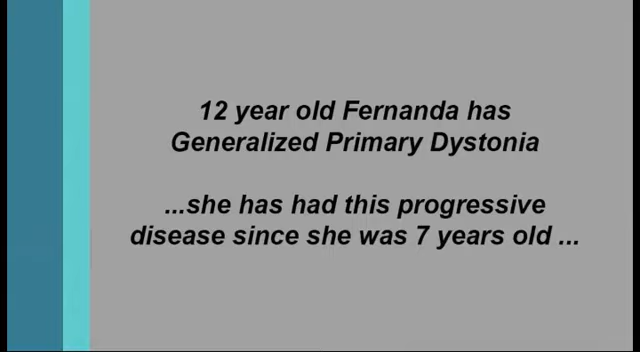 12 year old Fernanda has
Generalized Primary Dystonia
...she has had this progressive
disease since she was 7 years old ...